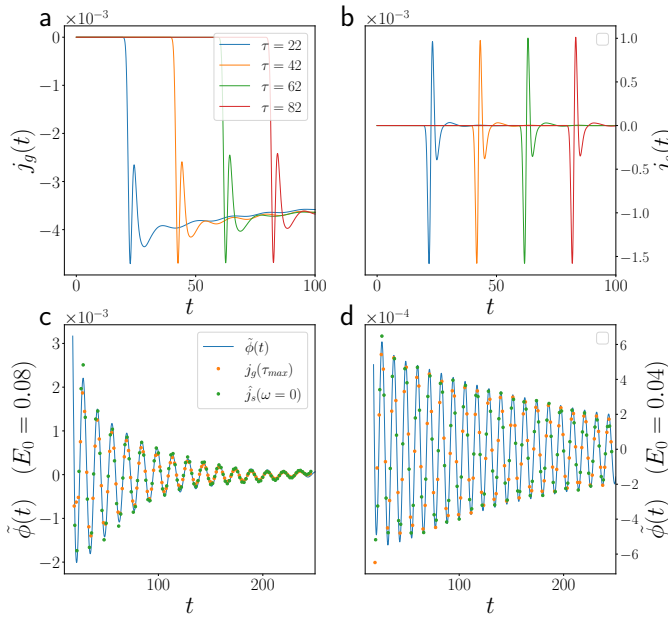 a
×10⁻³
0
−1
−2
−3
−4
0
50
100
t
j_g(t)
τ = 22
τ = 42
τ = 62
τ = 82
b
×10⁻³
1.0
0.5
0.0
−0.5
−1.0
−1.5
0
50
100
t
j_s(t)
c
×10⁻³
3
2
1
0
−1
−2
100
200
t
ϕ̃(t) (E₀ = 0.08)
ϕ̃(t)
j_g(τ_max)
ĵ_s(ω = 0)
d
×10⁻⁴
6
4
2
0
−2
−4
−6
100
200
t
ϕ̃(t) (E₀ = 0.04)